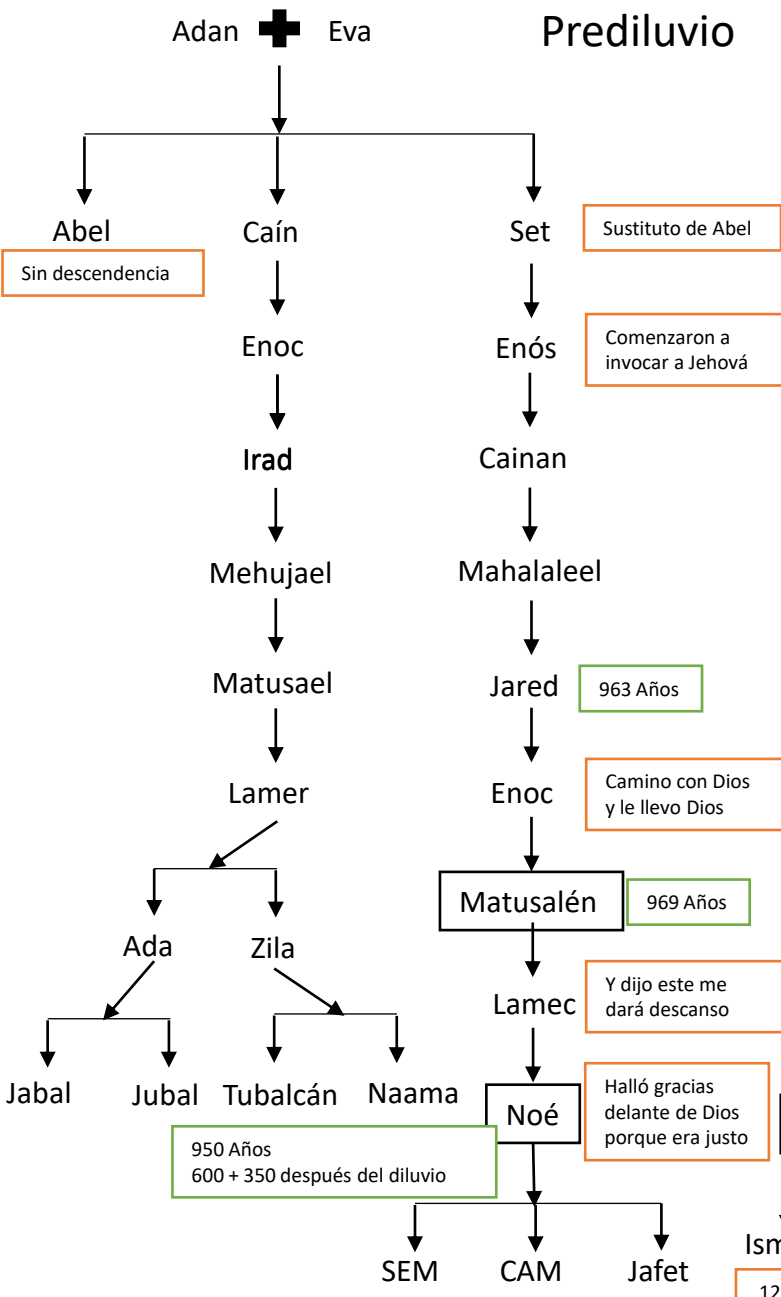 Prediluvio
Adan
Eva
Abel
Caín
Set
Sustituto de Abel
Sin descendencia
Enoc
Enós
Comenzaron a
invocar a Jehová
Irad
Cainan
Mehujael
Mahalaleel
Matusael
Jared
963 Años
Lamer
Enoc
Camino con Dios
y le llevo Dios
Matusalén
969 Años
Ada
Zila
Lamec
Y dijo este me
dará descanso
Jabal
Jubal
Tubalcán
Naama
Noé
Halló gracias
delante de Dios
porque era justo
950 Años
600 + 350 después del diluvio
SEM
CAM
Jafet
Ism
12